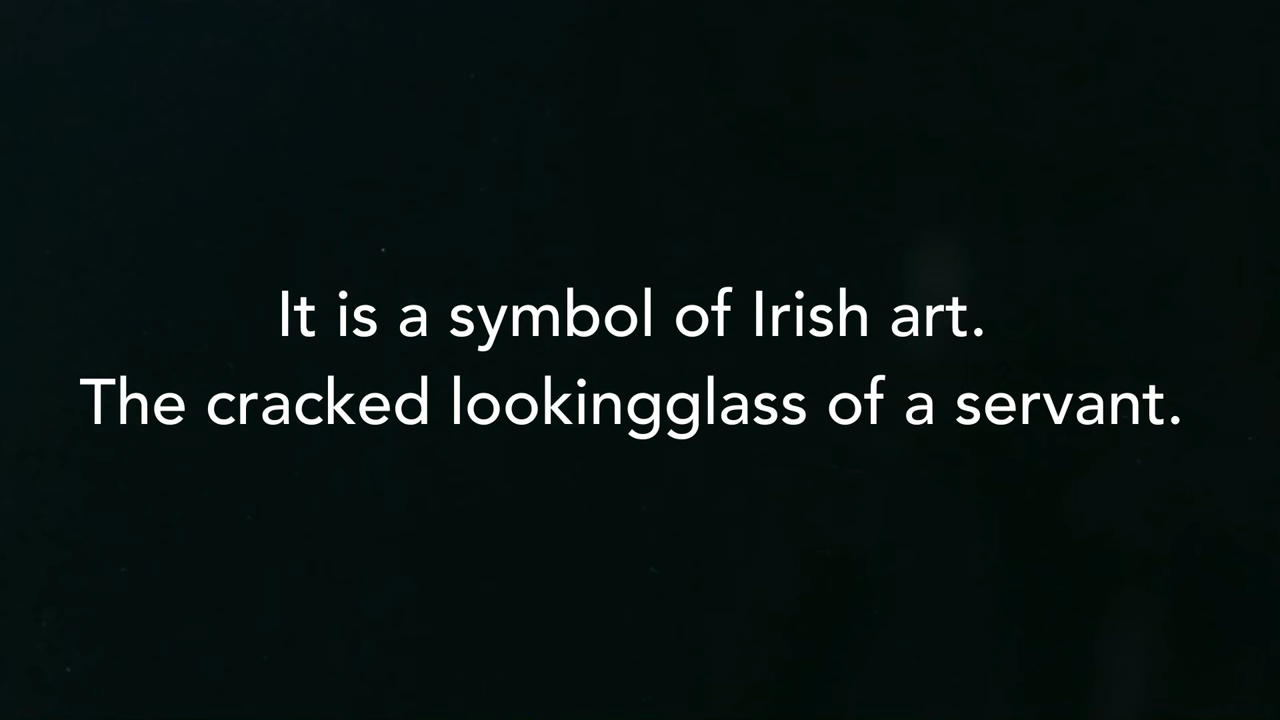 It is a symbol of Irish art.
The cracked lookingglass of a servant.